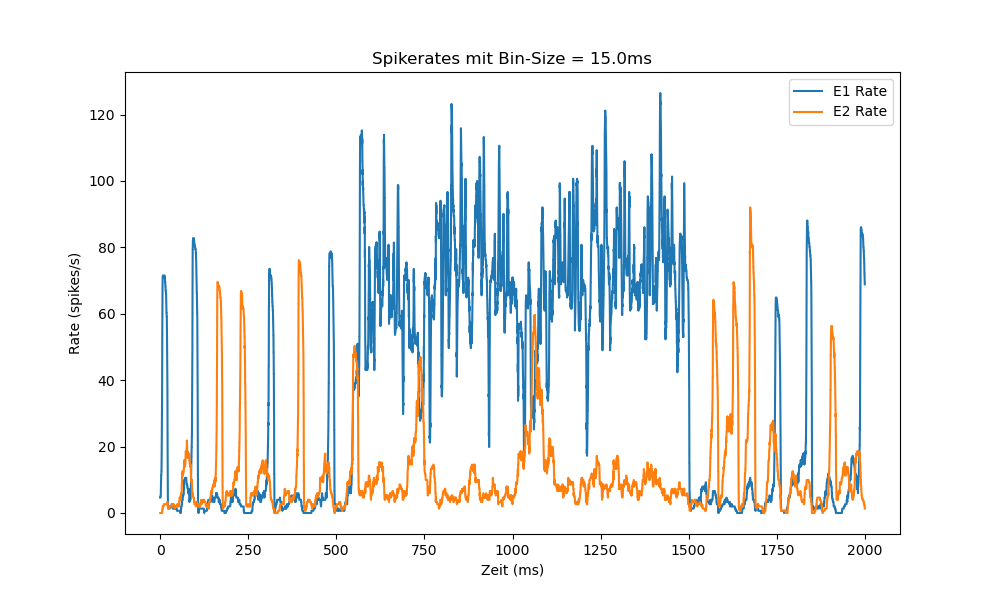 Spikerates mit Bin-Size = 15.0ms
E1 Rate
E2 Rate
Rate (spikes/s)
120
100
80
60
40
20
0
0 250 500 750 1000 1250 1500 1750 2000
Zeit (ms)